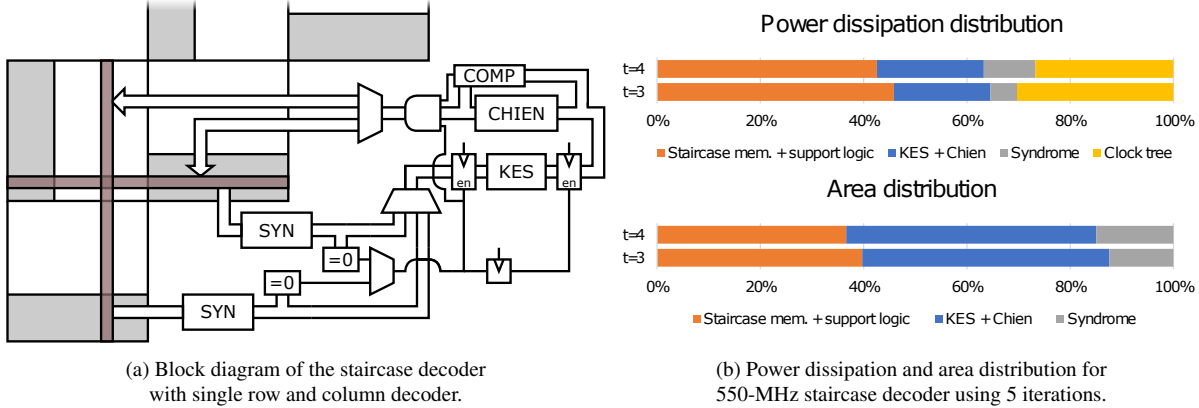 COMP
CHIEN
KES
en
en
SYN
=0
=0
SYN
(a) Block diagram of the staircase decoder
with single row and column decoder.
Power dissipation distribution
t=4
t=3
0% 20% 40% 60% 80% 100%
Staircase mem. + support logic KES + Chien Syndrome Clock tree
Area distribution
t=4
t=3
0% 20% 40% 60% 80% 100%
Staircase mem. + support logic KES + Chien Syndrome
(b) Power dissipation and area distribution for
550-MHz staircase decoder using 5 iterations.